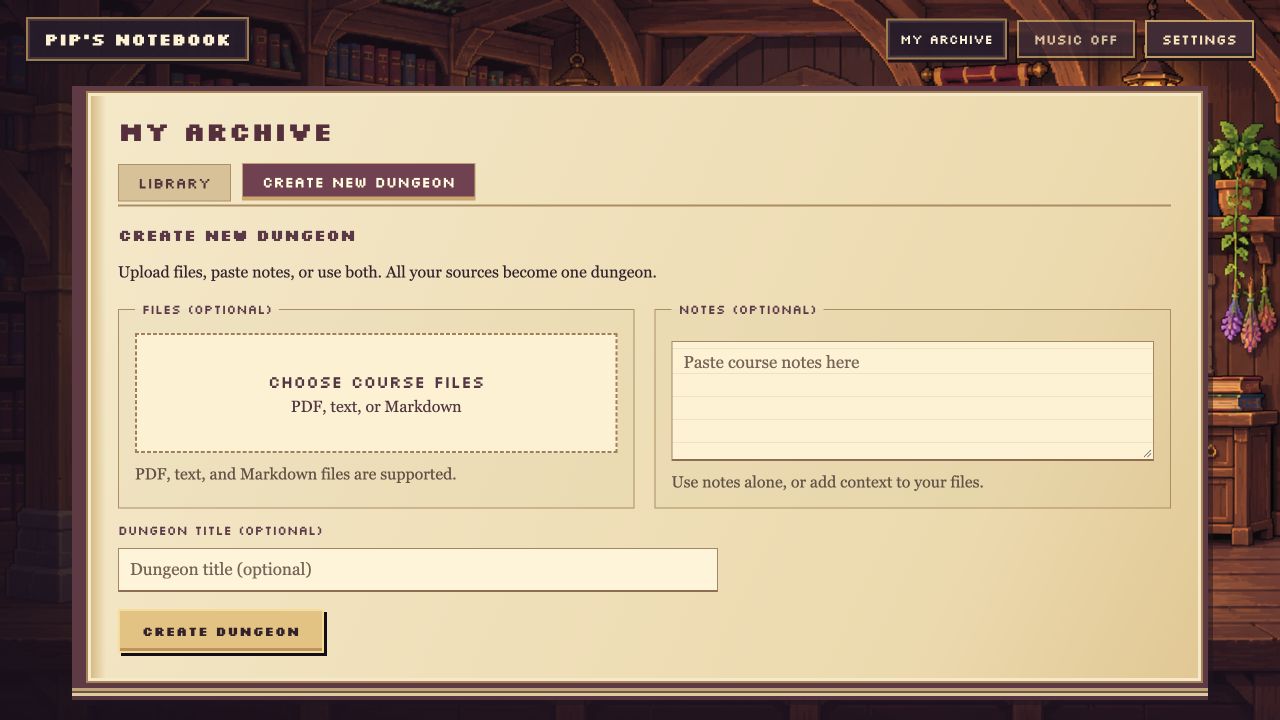 PIP'S NOTEBOOK
MY ARCHIVE
MUSIC OFF
SETTINGS
MY ARCHIVE
LIBRARY
CREATE NEW DUNGEON
CREATE NEW DUNGEON
Upload files, paste notes, or use both. All your sources become one dungeon.
FILES (OPTIONAL)
CHOOSE COURSE FILES
PDF, text, or Markdown
PDF, text, and Markdown files are supported.
NOTES (OPTIONAL)
Paste course notes here
Use notes alone, or add context to your files.
DUNGEON TITLE (OPTIONAL)
Dungeon title (optional)
CREATE DUNGEON